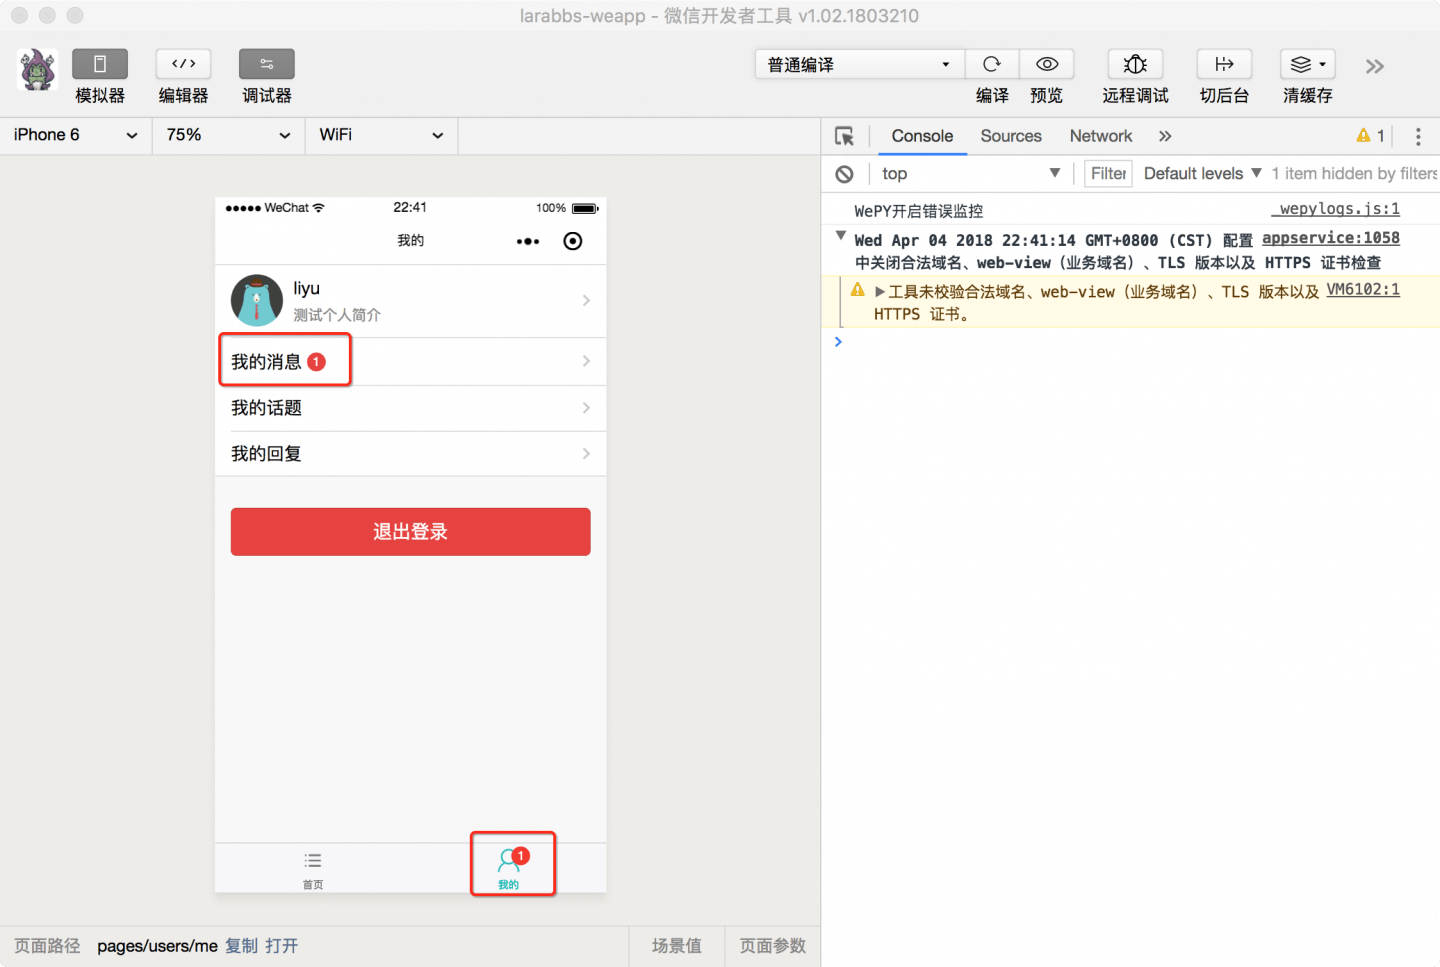 larabbs-weapp - 微信开发者工具 v1.02.1803210
模拟器 编辑器 调试器
普通编译
编译 预览 远程调试 切后台 清缓存
iPhone 6 75% WiFi
Console Sources Network 1
top Filter Default levels 1 item hidden by filters
WePY开启错误监控 _wepylogs.js:1
Wed Apr 04 2018 22:41:14 GMT+0800 (CST) 配置 appservice:1058
中关闭合法域名、web-view（业务域名）、TLS 版本以及 HTTPS 证书检查
工具未校验合法域名、web-view（业务域名）、TLS 版本以及 VM6102:1
HTTPS 证书。
WeChat 22:41 100%
我的
liyu
测试个人简介
我的消息 1
我的话题
我的回复
退出登录
1
首页 我的
页面路径 pages/users/me 复制 打开 场景值 页面参数